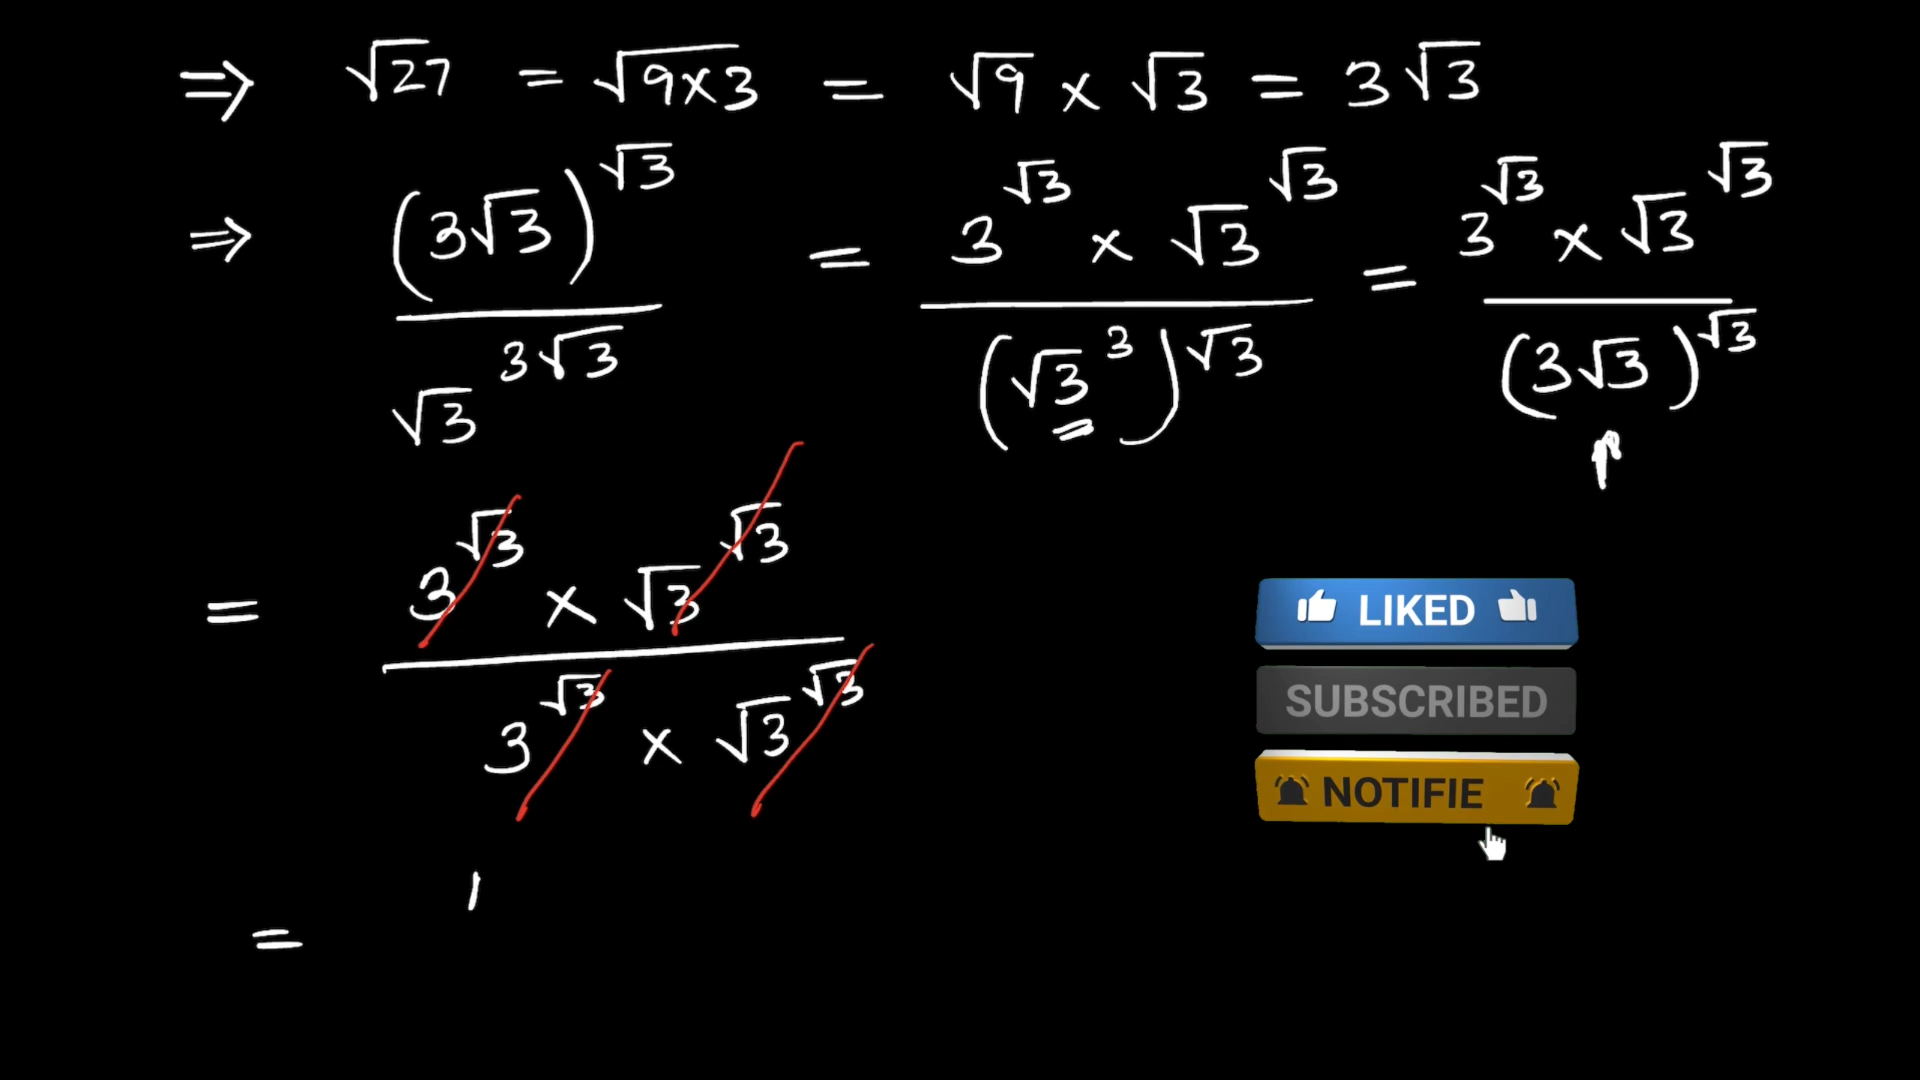 ⇒ √27 = √9×3 = √9 × √3 = 3√3
⇒ (3√3)^√3 / √3^3√3 = 3^√3 × √3^√3 / (√3^3)^√3 = 3^√3 × √3^√3 / (3√3)^√3
= 3^√3 × √3^√3 / 3^√3 × √3^√3
LIKED
SUBSCRIBED
NOTIFIE
=